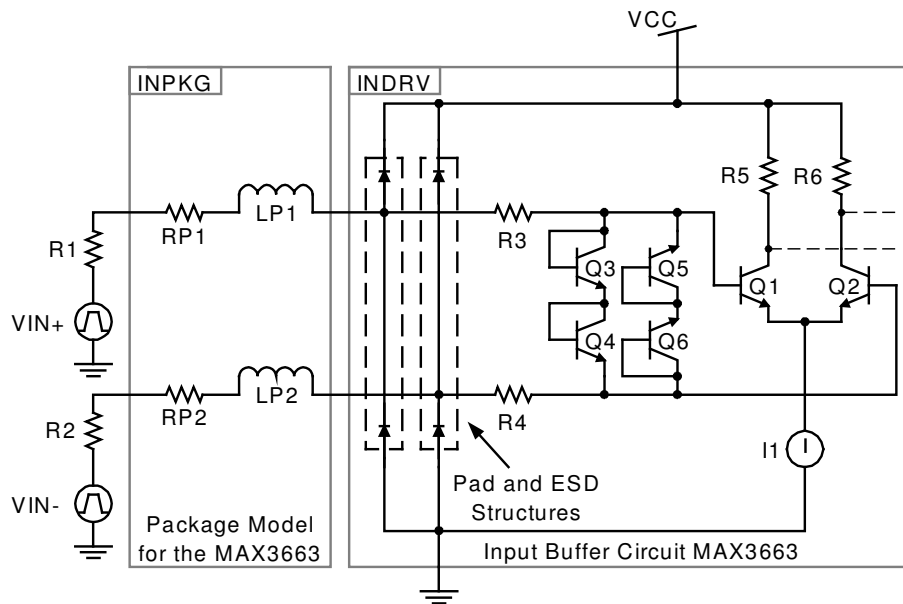 VCC
INPKG
INDRV
R5
R6
LP1
RP1
R3
R1
Q3
Q5
Q1
Q2
VIN+
Q4
Q6
LP2
RP2
R4
R2
I1
I
Pad and ESD
Structures
VIN-
Package Model
for the MAX3663
Input Buffer Circuit MAX3663